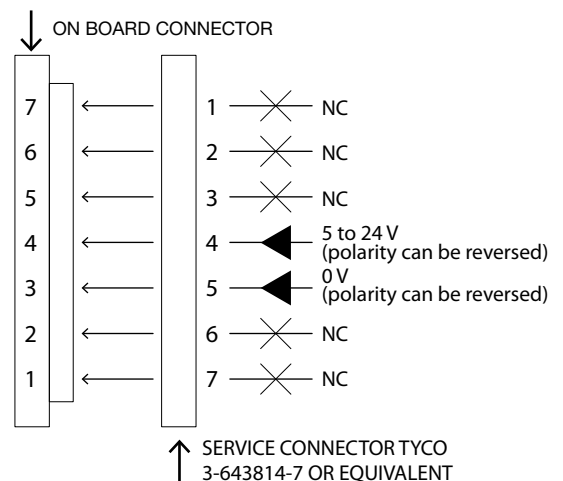 ON BOARD CONNECTOR
7 1 NC
6 2 NC
5 3 NC
4 4 5 to 24 V
(polarity can be reversed)
3 5 0 V
(polarity can be reversed)
2 6 NC
1 7 NC
SERVICE CONNECTOR TYCO
3-643814-7 OR EQUIVALENT